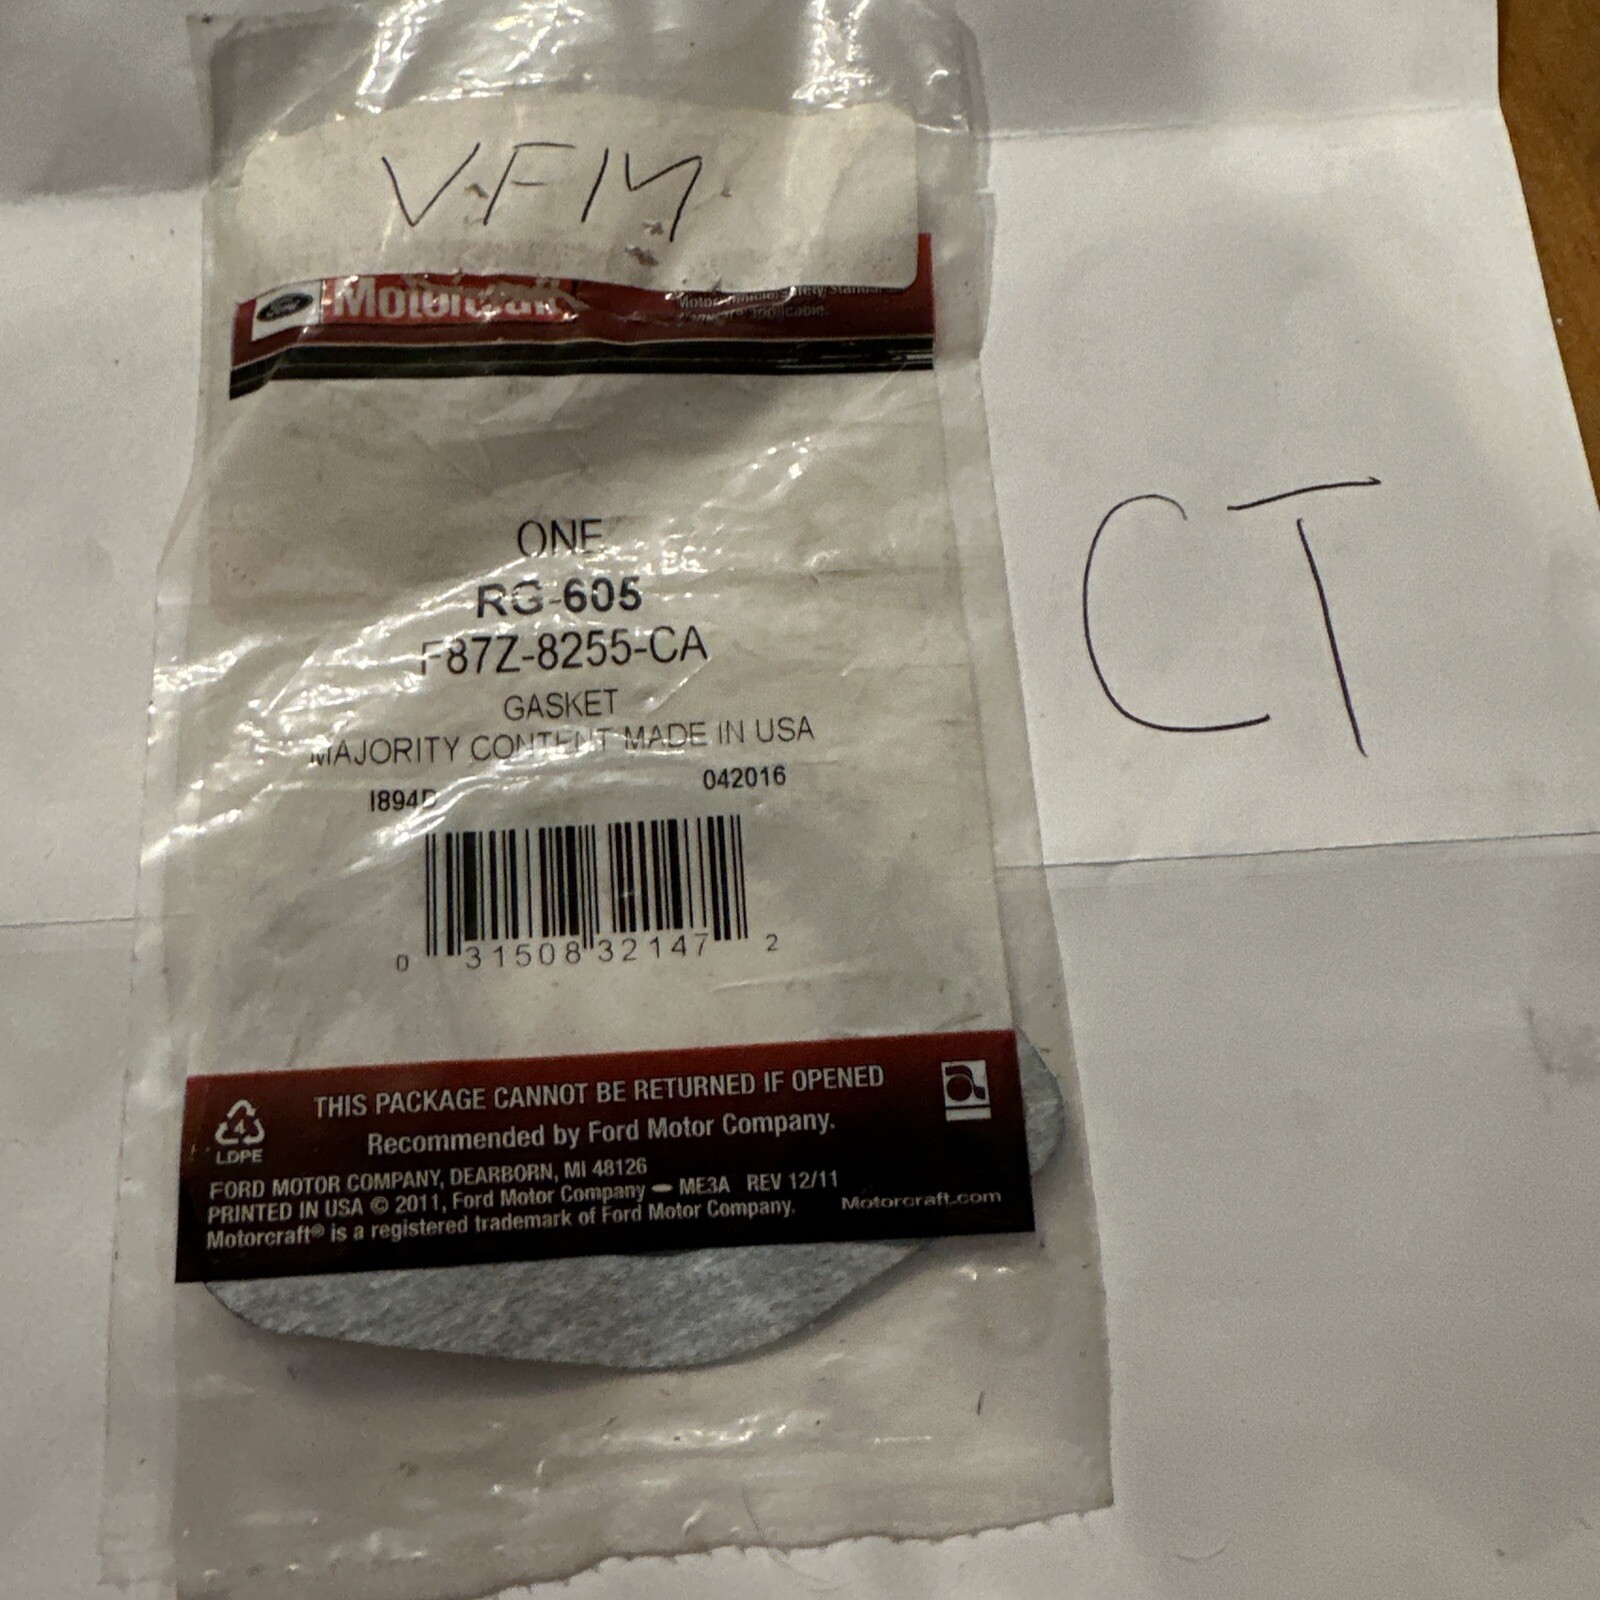 VFM
Ford Motorcraft
applicable.
ONE
RG-605
F87Z-8255-CA
GASKET
MAJORITY CONTENT MADE IN USA
I894D 042016
0 31508 32147 2
THIS PACKAGE CANNOT BE RETURNED IF OPENED
Recommended by Ford Motor Company.
4
LDPE
FORD MOTOR COMPANY, DEARBORN, MI 48126
PRINTED IN USA © 2011, Ford Motor Company — ME3A REV 12/11
Motorcraft® is a registered trademark of Ford Motor Company. Motorcraft.com
a
CT